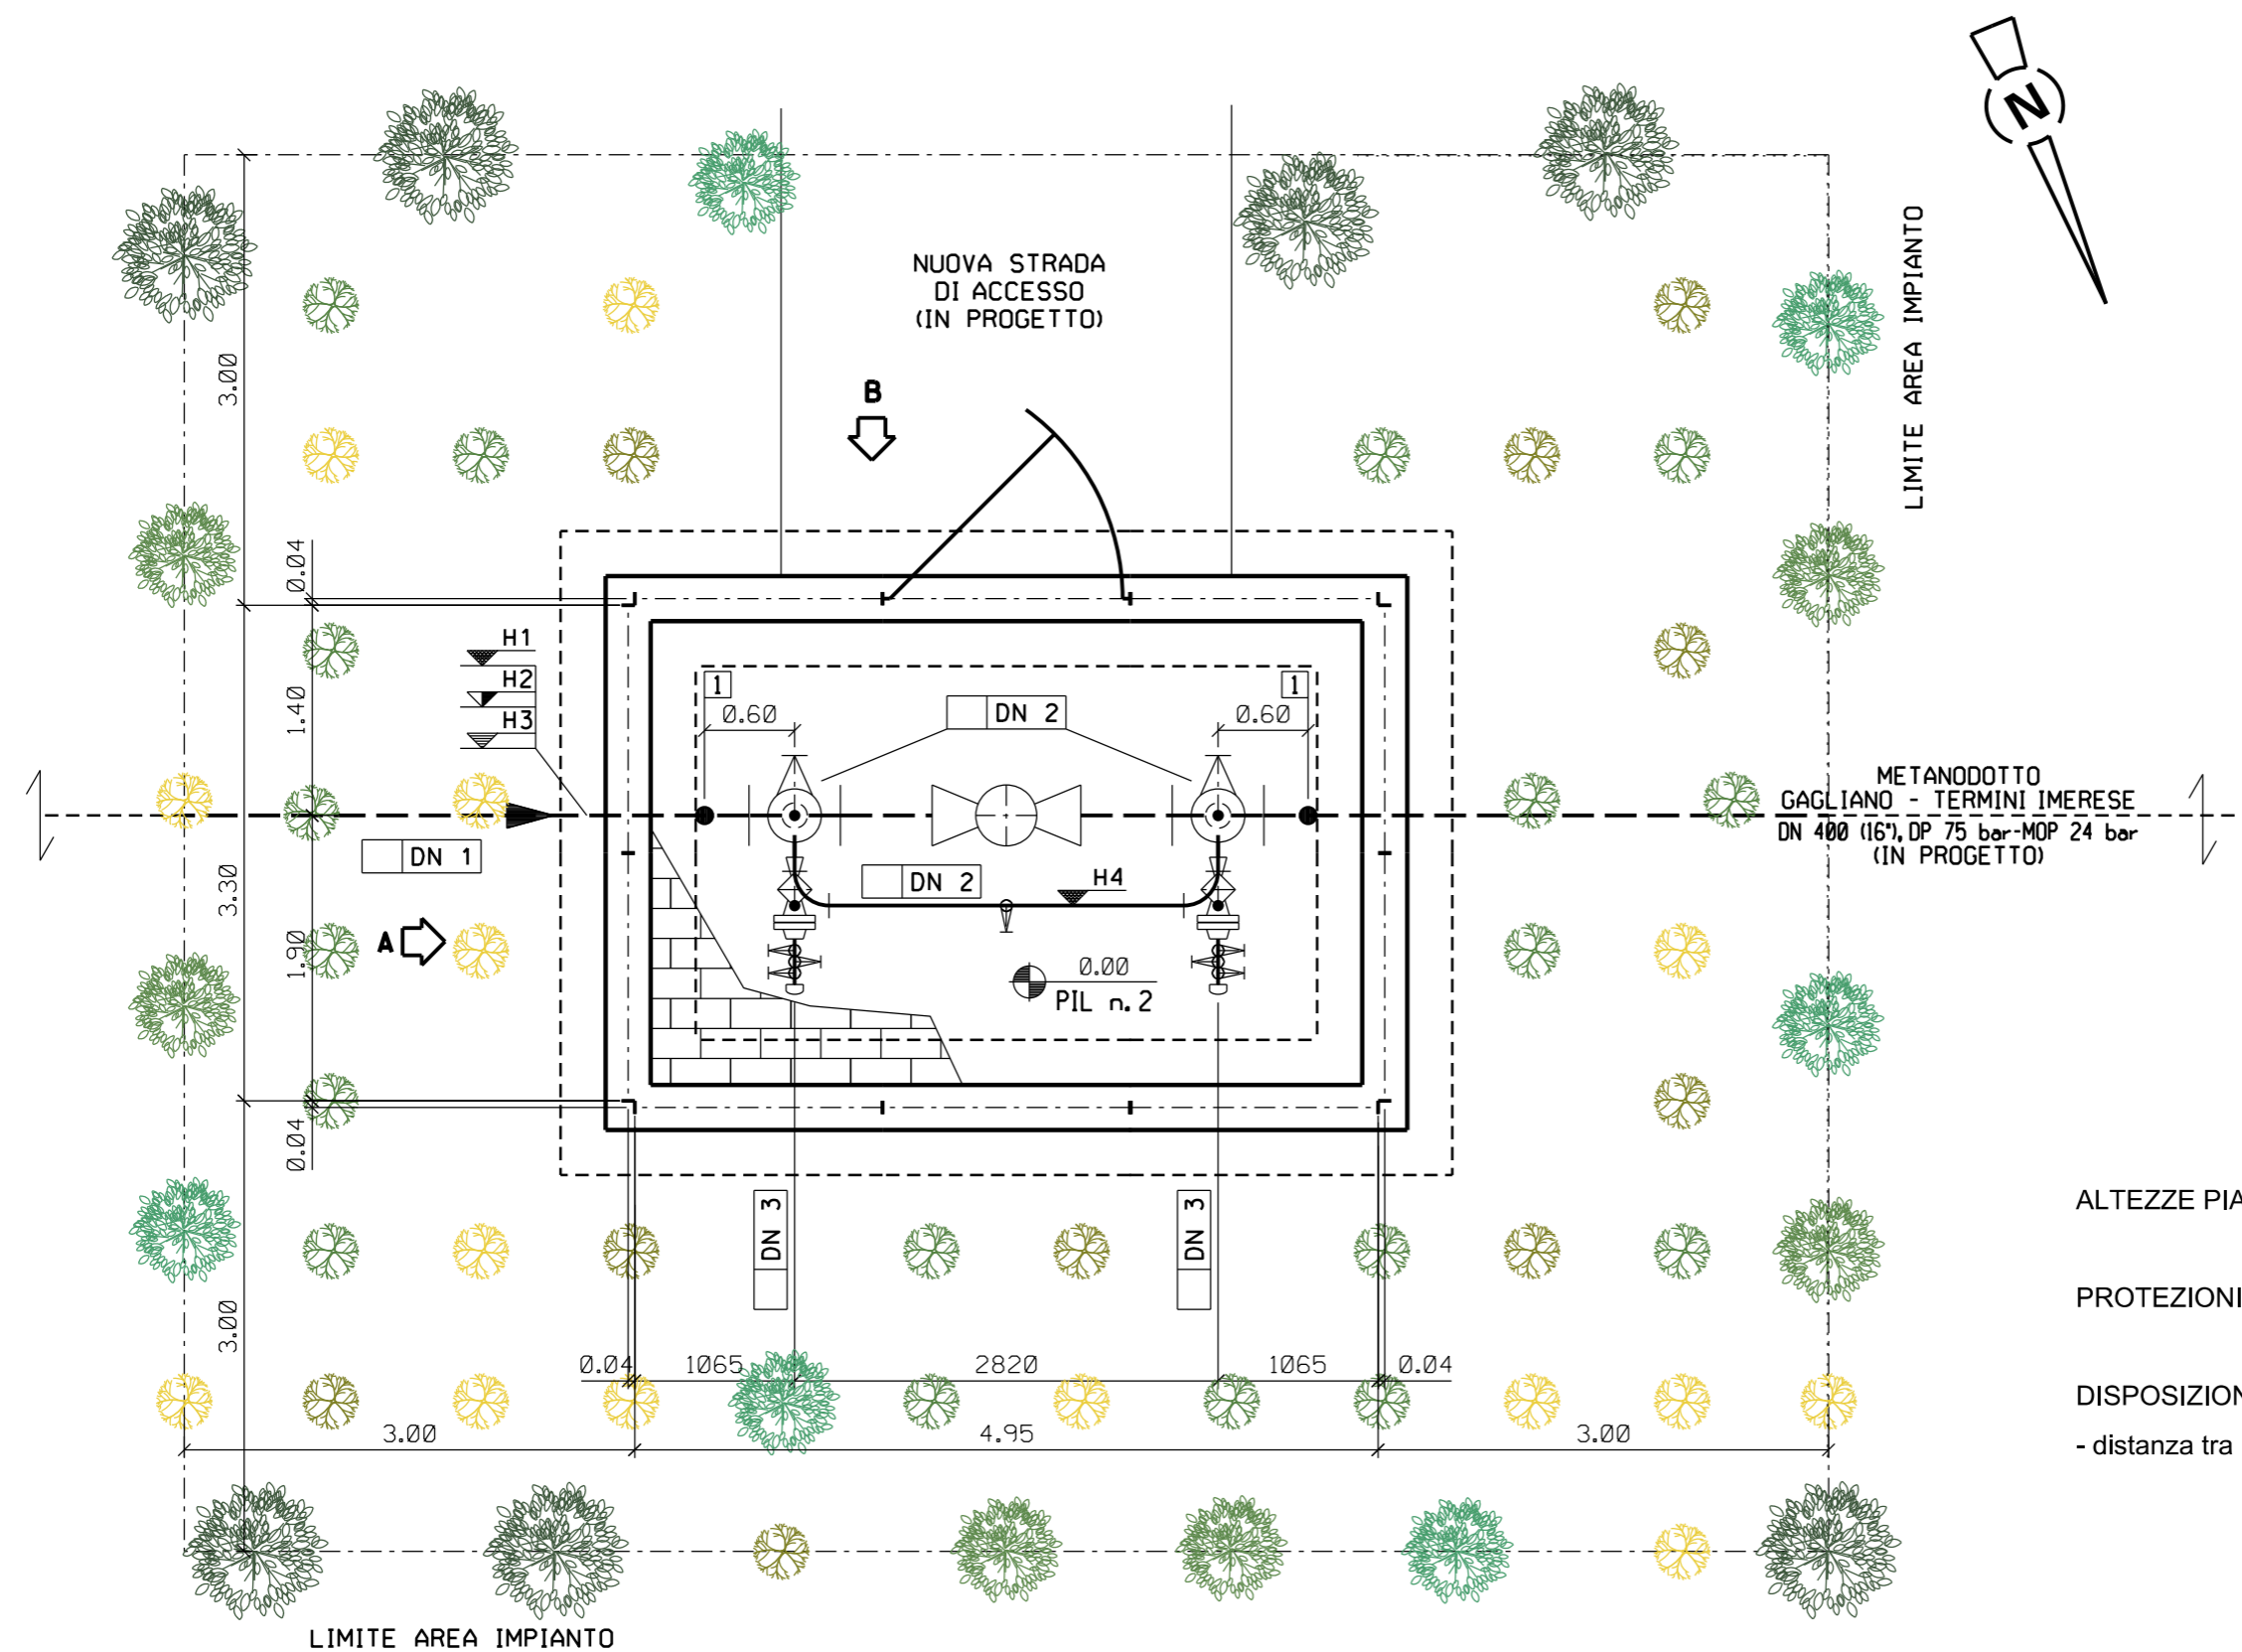 N
LIMITE AREA IMPIANTO
NUOVA STRADA
DI ACCESSO
(IN PROGETTO)
B
3.00
0.04
H1
H2
H3
1.40
1
1
0.60
0.60
DN 2
METANODOTTO
GAGLIANO - TERMINI IMERESE
DN 400 (16"), DP 75 bar-MOP 24 bar
(IN PROGETTO)
DN 1
DN 2
H4
3.30
1.90
A
0.00
PIL n.2
0.04
DN 3
DN 3
ALTEZZE PIA
PROTEZIONI
3.00
0.04
1065
2820
1065
0.04
DISPOSIZION
3.00
4.95
3.00
- distanza tra
LIMITE AREA IMPIANTO